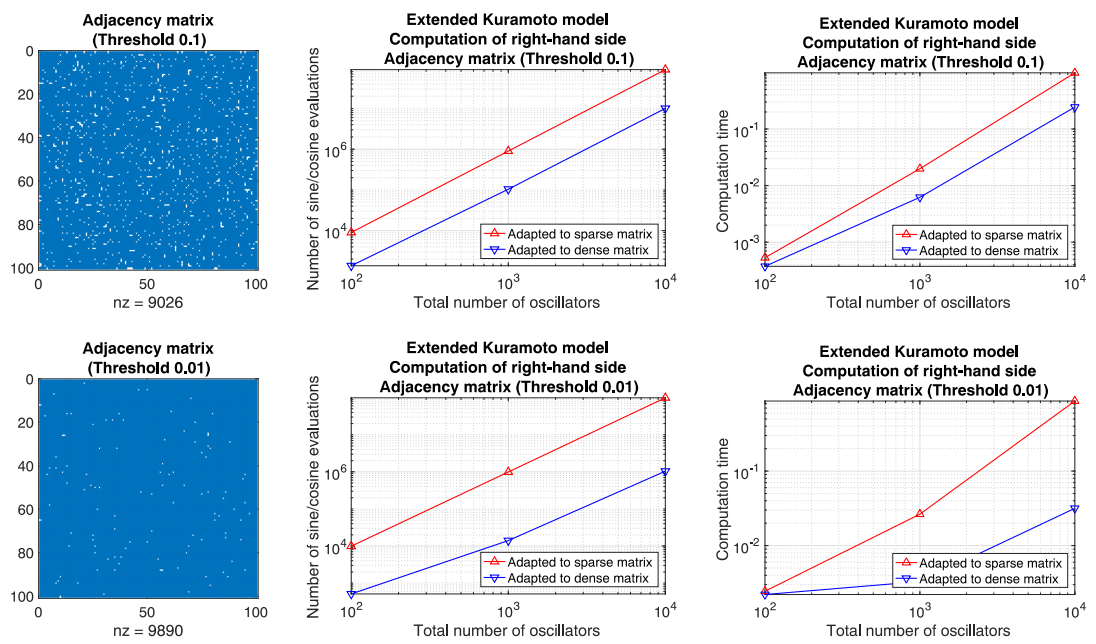 Adjacency matrix
(Threshold 0.1)
0
20
40
60
80
100
0 50 100
nz = 9026
Extended Kuramoto model
Computation of right-hand side
Adjacency matrix (Threshold 0.1)
Number of sine/cosine evaluations
10^6
10^4
Adapted to sparse matrix
Adapted to dense matrix
10^2 10^3 10^4
Total number of oscillators
Extended Kuramoto model
Computation of right-hand side
Adjacency matrix (Threshold 0.1)
Computation time
10^-1
10^-2
10^-3
Adapted to sparse matrix
Adapted to dense matrix
10^2 10^3 10^4
Total number of oscillators
Adjacency matrix
(Threshold 0.01)
0
20
40
60
80
100
0 50 100
nz = 9890
Extended Kuramoto model
Computation of right-hand side
Adjacency matrix (Threshold 0.01)
Number of sine/cosine evaluations
10^6
10^4
Adapted to sparse matrix
Adapted to dense matrix
10^2 10^3 10^4
Total number of oscillators
Extended Kuramoto model
Computation of right-hand side
Adjacency matrix (Threshold 0.01)
Computation time
10^-1
10^-2
Adapted to sparse matrix
Adapted to dense matrix
10^2 10^3 10^4
Total number of oscillators